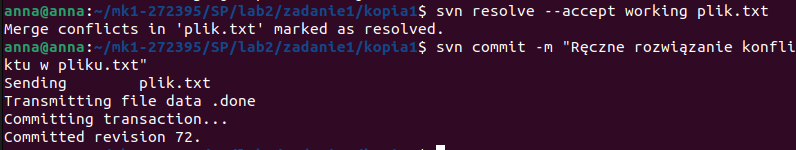 anna@anna:~/mk1-272395/SP/lab2/zadanie1/kopia1$ svn resolve --accept working plik.txt
Merge conflicts in 'plik.txt' marked as resolved.
anna@anna:~/mk1-272395/SP/lab2/zadanie1/kopia1$ svn commit -m "Ręczne rozwiązanie konfli
ktu w pliku.txt"
Sending        plik.txt
Transmitting file data .done
Committing transaction...
Committed revision 72.